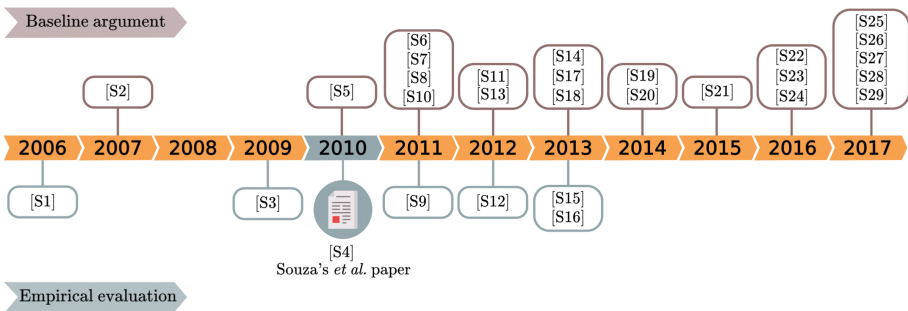 Baseline argument
[S2]
[S5]
[S6]
[S7]
[S8]
[S10]
[S11]
[S13]
[S14]
[S17]
[S18]
[S19]
[S20]
[S21]
[S22]
[S23]
[S24]
[S25]
[S26]
[S27]
[S28]
[S29]
2006 2007 2008 2009 2010 2011 2012 2013 2014 2015 2016 2017
[S1]
[S3]
[S4]
Souza's et al. paper
[S9]
[S12]
[S15]
[S16]
Empirical evaluation